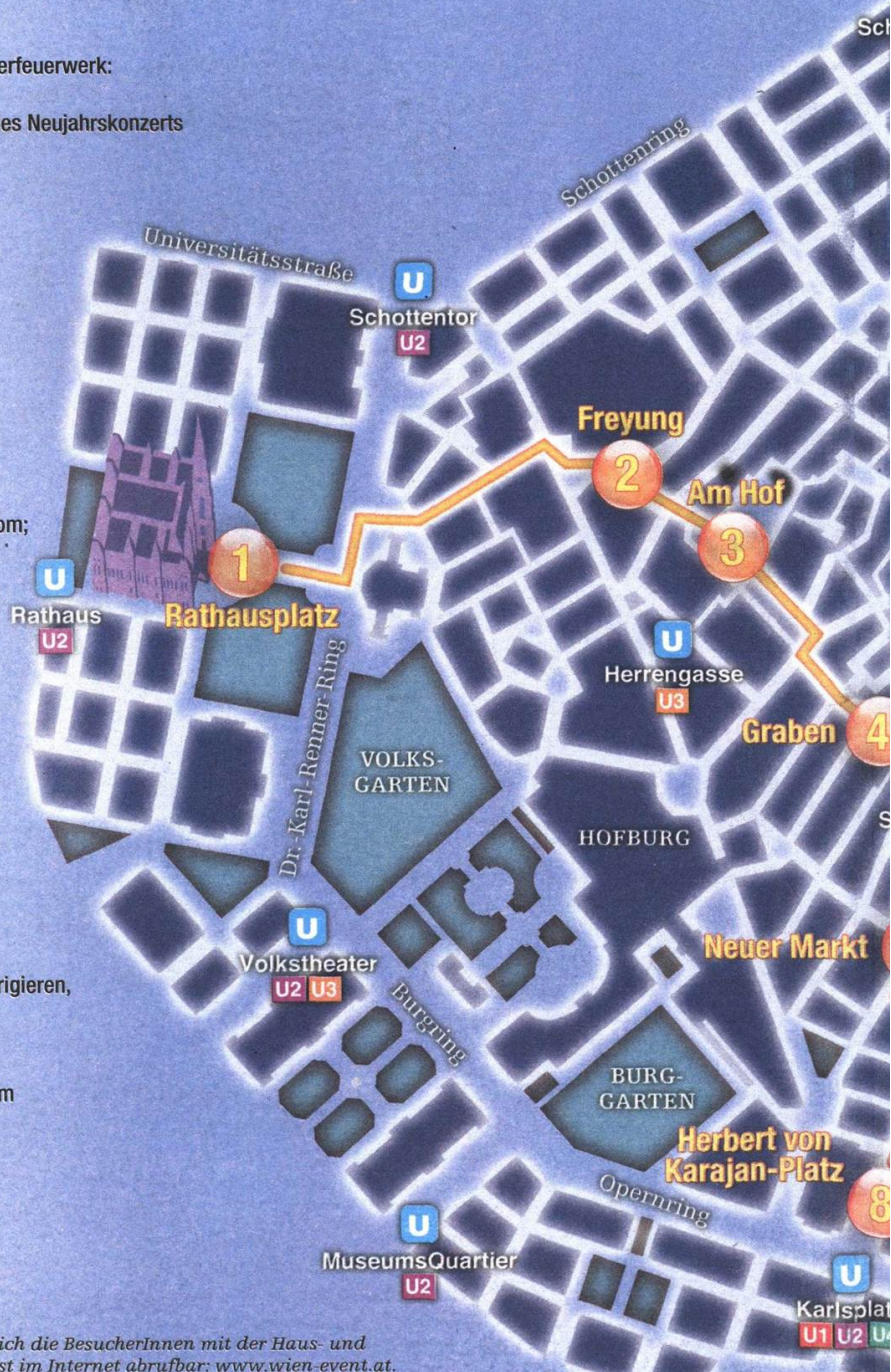 erfeuerwerk:
es Neujahrskonzerts
Sch
Schottenring
Universitätsstraße
U
Schottentor
U2
Freyung
2
Am Hof
3
om;
1
Rathausplatz
U
Rathaus
U2
U
Herrengasse
U3
Graben
4
Dr.-Karl-Renner-Ring
VOLKS-
GARTEN
HOFBURG
S
U
Volkstheater
U2 U3
Neuer Markt
rigieren,
Burgring
BURG-
GARTEN
m
Herbert von
Karajan-Platz
8
Opernring
U
MuseumsQuartier
U2
U
Karlsplat
U1 U2 U4
ich die BesucherInnen mit der Haus- und
st im Internet abrufbar: www.wien-event.at.